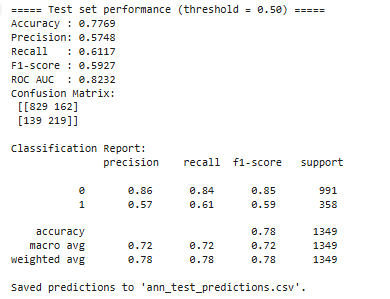 ===== Test set performance (threshold = 0.50) =====
Accuracy : 0.7769
Precision: 0.5748
Recall   : 0.6117
F1-score : 0.5927
ROC AUC  : 0.8232
Confusion Matrix:
 [[829 162]
 [139 219]]

Classification Report:
              precision    recall  f1-score   support

           0       0.86      0.84      0.85       991
           1       0.57      0.61      0.59       358

    accuracy                           0.78      1349
   macro avg       0.72      0.72      0.72      1349
weighted avg       0.78      0.78      0.78      1349

Saved predictions to 'ann_test_predictions.csv'.